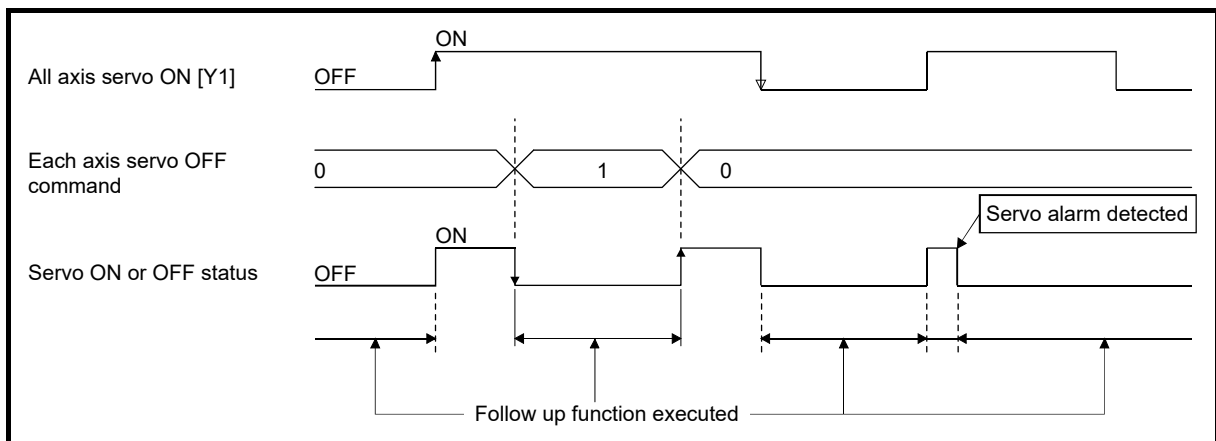 ON
All axis servo ON [Y1]
OFF
Each axis servo OFF
command
0
1
0
Servo alarm detected
ON
Servo ON or OFF status
OFF
Follow up function executed